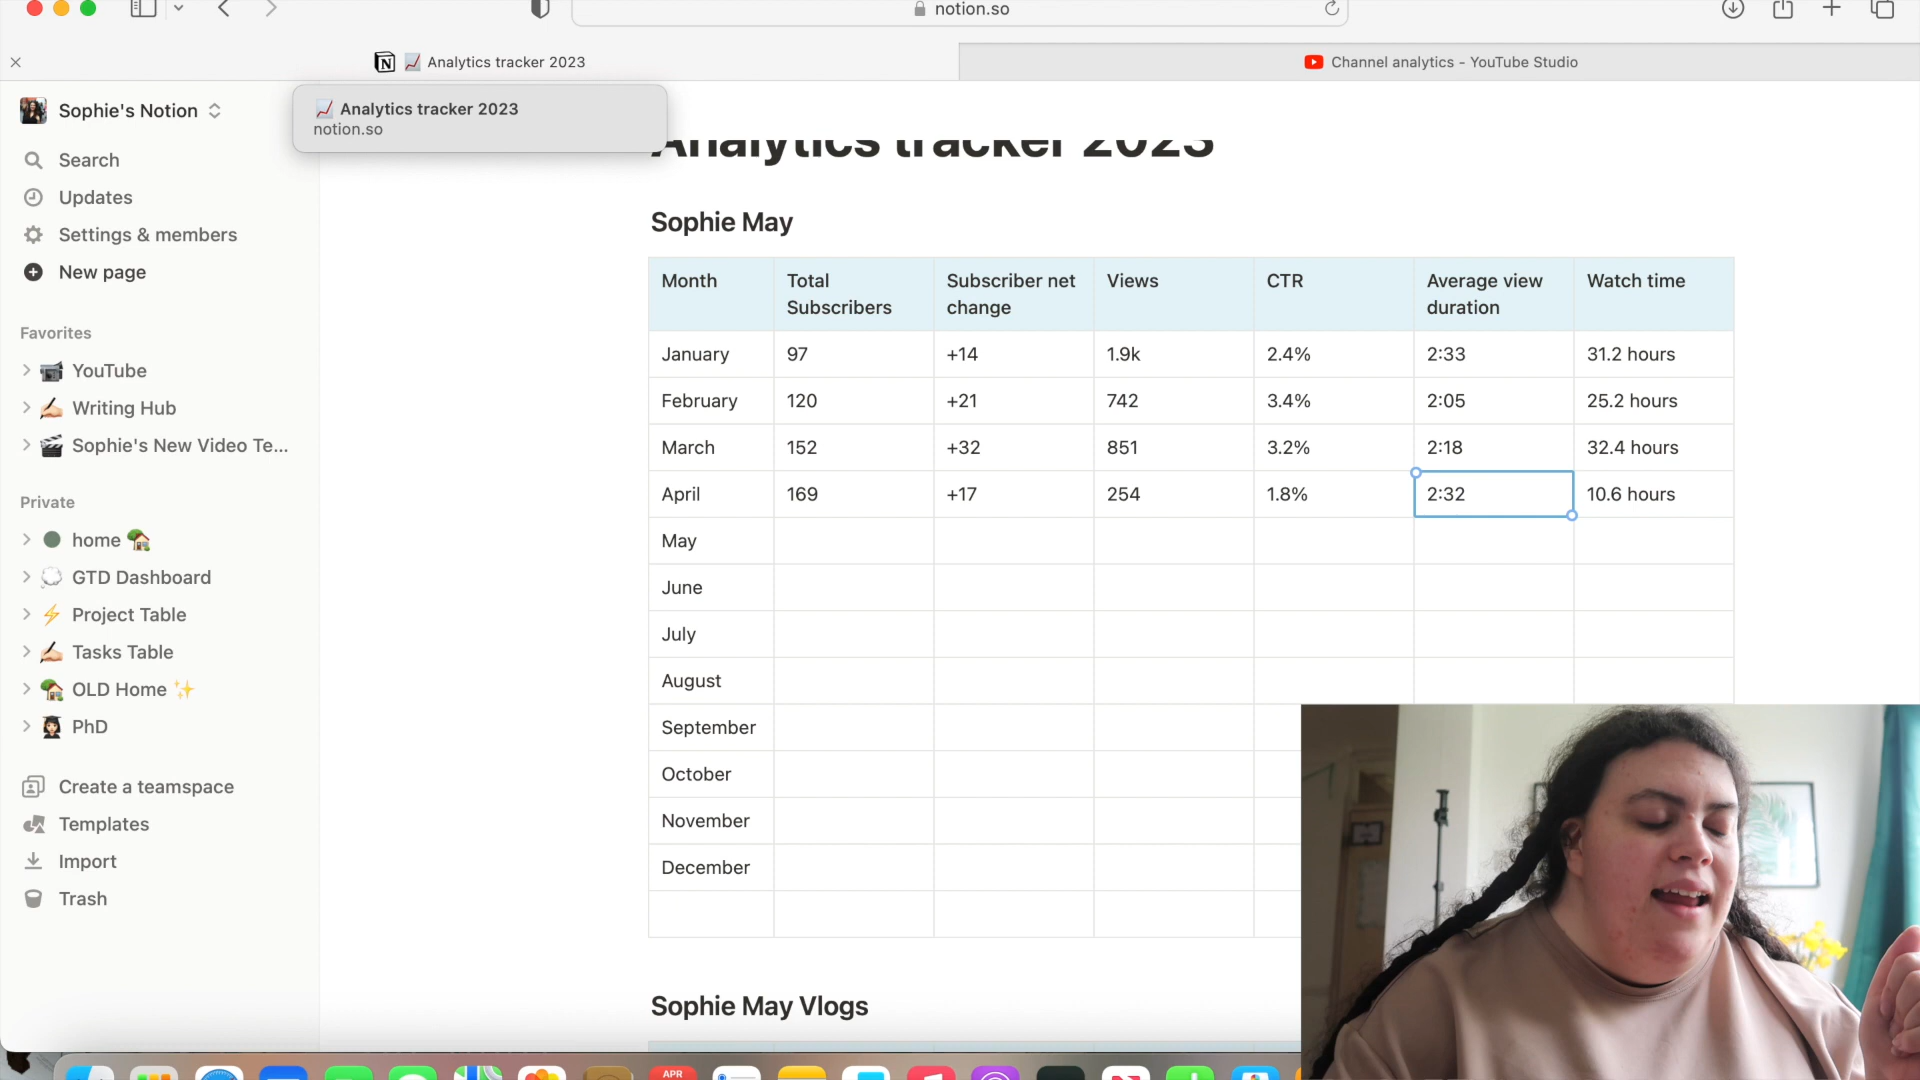 notion.so
Analytics tracker 2023
Channel analytics - YouTube Studio
Sophie's Notion
Analytics tracker 2023
notion.so
Analytics tracker 2023
Search
Updates
Settings & members
New page
Favorites
YouTube
Writing Hub
Sophie's New Video Te...
Private
home
GTD Dashboard
Project Table
Tasks Table
OLD Home
PhD
Create a teamspace
Templates
Import
Trash
Sophie May
Month Total Subscribers Subscriber net change Views CTR Average view duration Watch time
January 97 +14 1.9k 2.4% 2:33 31.2 hours
February 120 +21 742 3.4% 2:05 25.2 hours
March 152 +32 851 3.2% 2:18 32.4 hours
April 169 +17 254 1.8% 2:32 10.6 hours
May
June
July
August
September
October
November
December
Sophie May Vlogs
APR